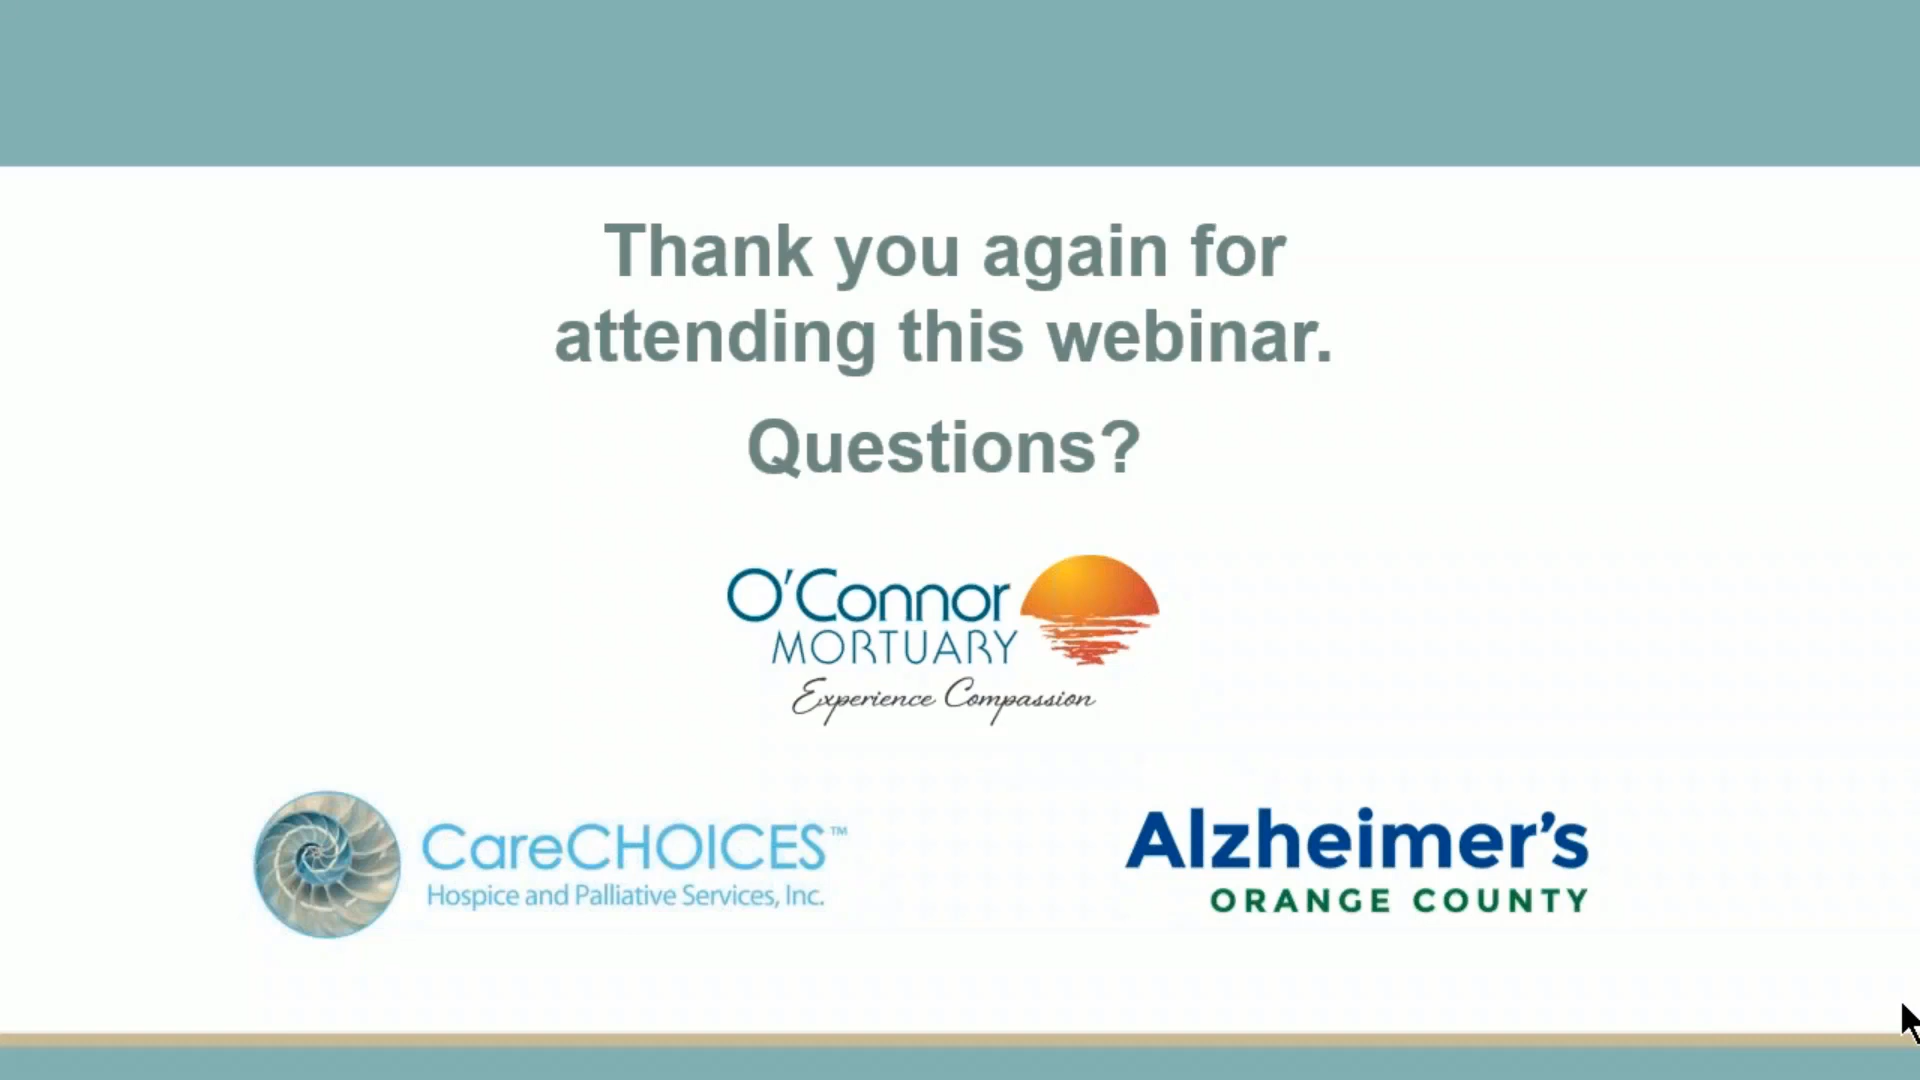 Thank you again for
attending this webinar.
Questions?
O'Connor
MORTUARY
Experience Compassion
CareCHOICES™
Hospice and Palliative Services, Inc.
Alzheimer's
ORANGE COUNTY